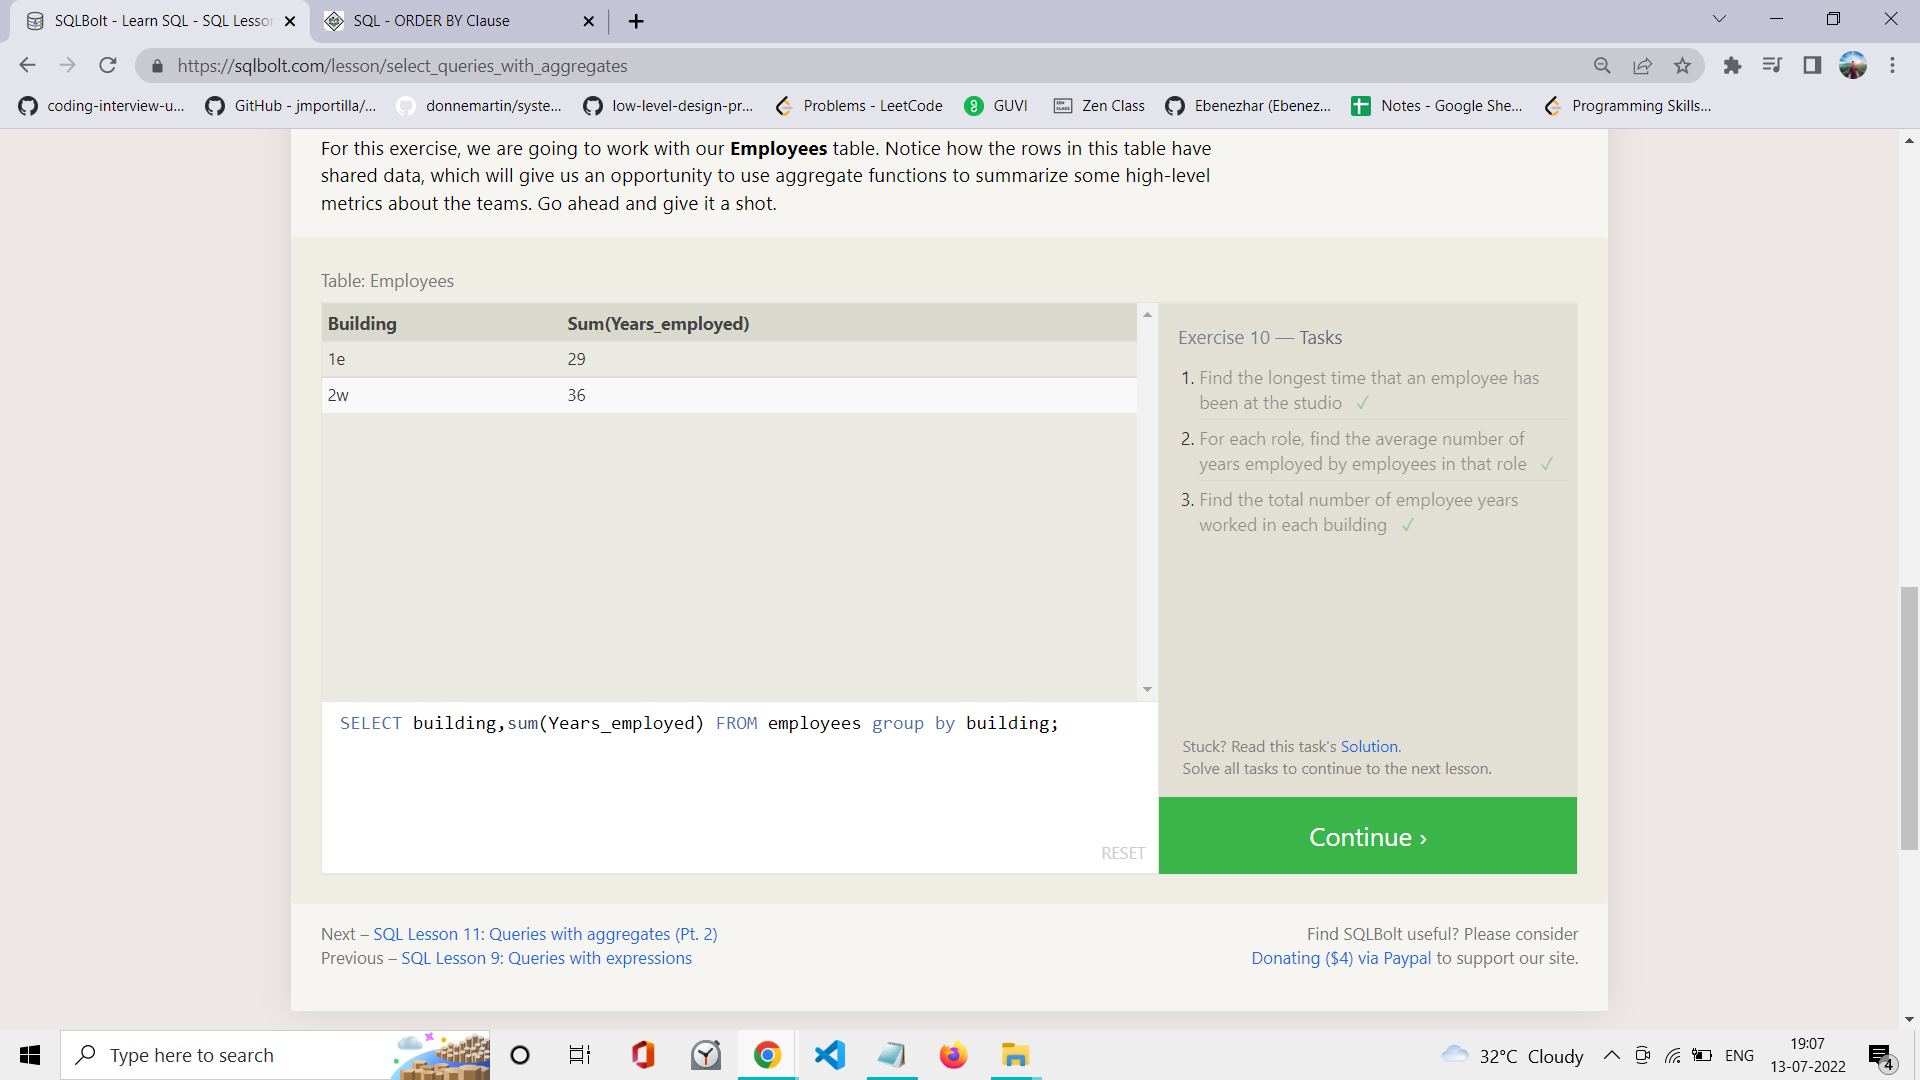 SQLBolt - Learn SQL - SQL Lesson
SQL - ORDER BY Clause
https://sqlbolt.com/lesson/select_queries_with_aggregates
coding-interview-u...
GitHub - jmportilla/...
donnemartin/syste...
low-level-design-pr...
Problems - LeetCode
GUVI
Zen Class
Ebenezhar (Ebenez...
Notes - Google She...
Programming Skills...
For this exercise, we are going to work with our Employees table. Notice how the rows in this table have
shared data, which will give us an opportunity to use aggregate functions to summarize some high-level
metrics about the teams. Go ahead and give it a shot.
Table: Employees
Building Sum(Years_employed)
1e 29
2w 36
SELECT building,sum(Years_employed) FROM employees group by building;
RESET
Exercise 10 — Tasks
1. Find the longest time that an employee has
been at the studio ✓
2. For each role, find the average number of
years employed by employees in that role ✓
3. Find the total number of employee years
worked in each building ✓
Stuck? Read this task's Solution.
Solve all tasks to continue to the next lesson.
Continue ›
Next – SQL Lesson 11: Queries with aggregates (Pt. 2)
Previous – SQL Lesson 9: Queries with expressions
Find SQLBolt useful? Please consider
Donating ($4) via Paypal to support our site.
Type here to search
32°C Cloudy
ENG
19:07
13-07-2022
4